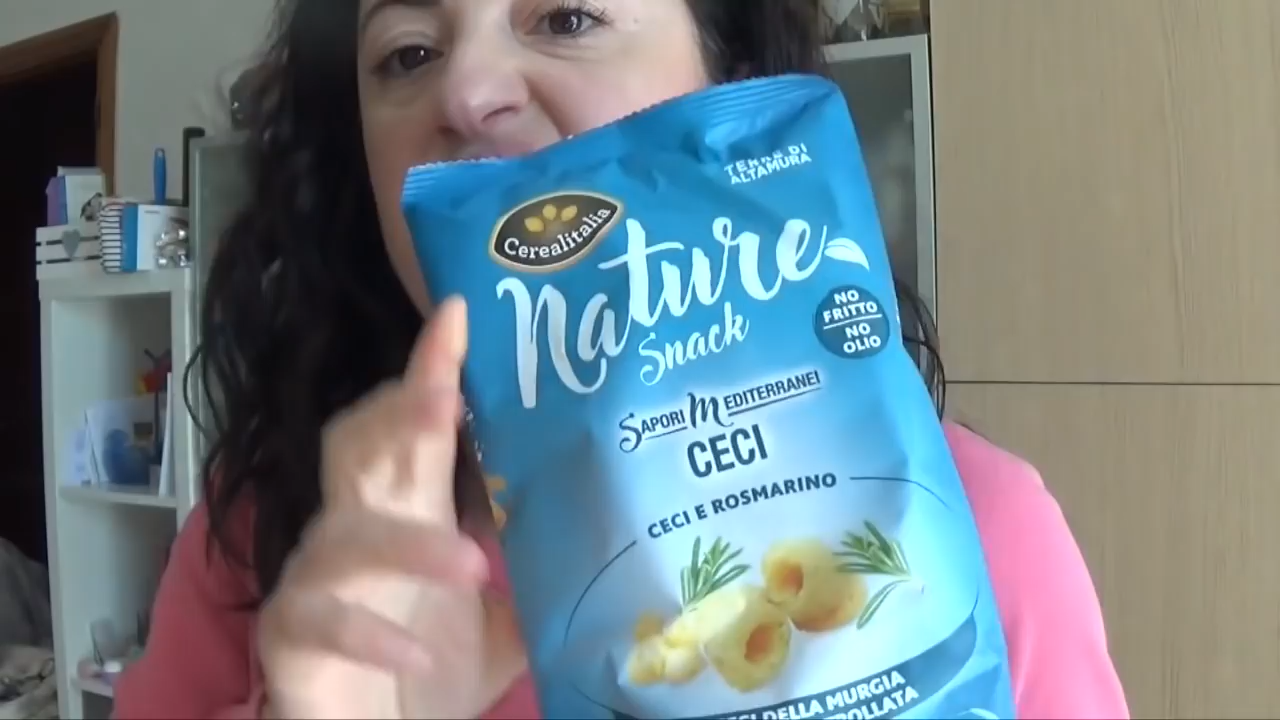 TERRE DI
ALTAMURA
Cerealitalia
Nature
Snack
NO
FRITTO
NO
OLIO
SAPORI MEDITERRANEI
CECI
CECI E ROSMARINO
CECI DELLA MURGIA